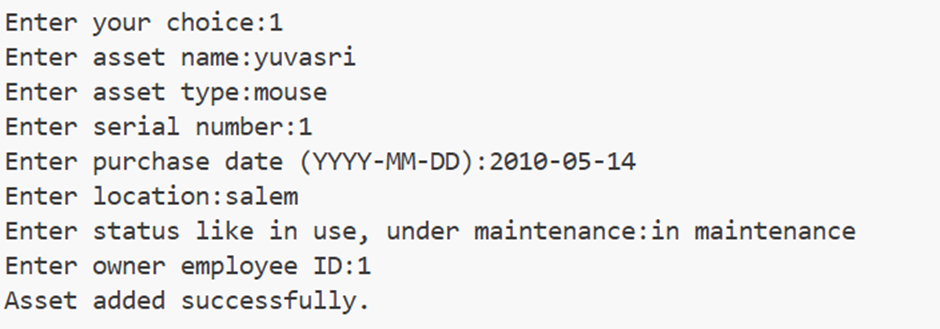 Enter your choice:1
Enter asset name:yuvasri
Enter asset type:mouse
Enter serial number:1
Enter purchase date (YYYY-MM-DD):2010-05-14
Enter location:salem
Enter status like in use, under maintenance:in maintenance
Enter owner employee ID:1
Asset added successfully.